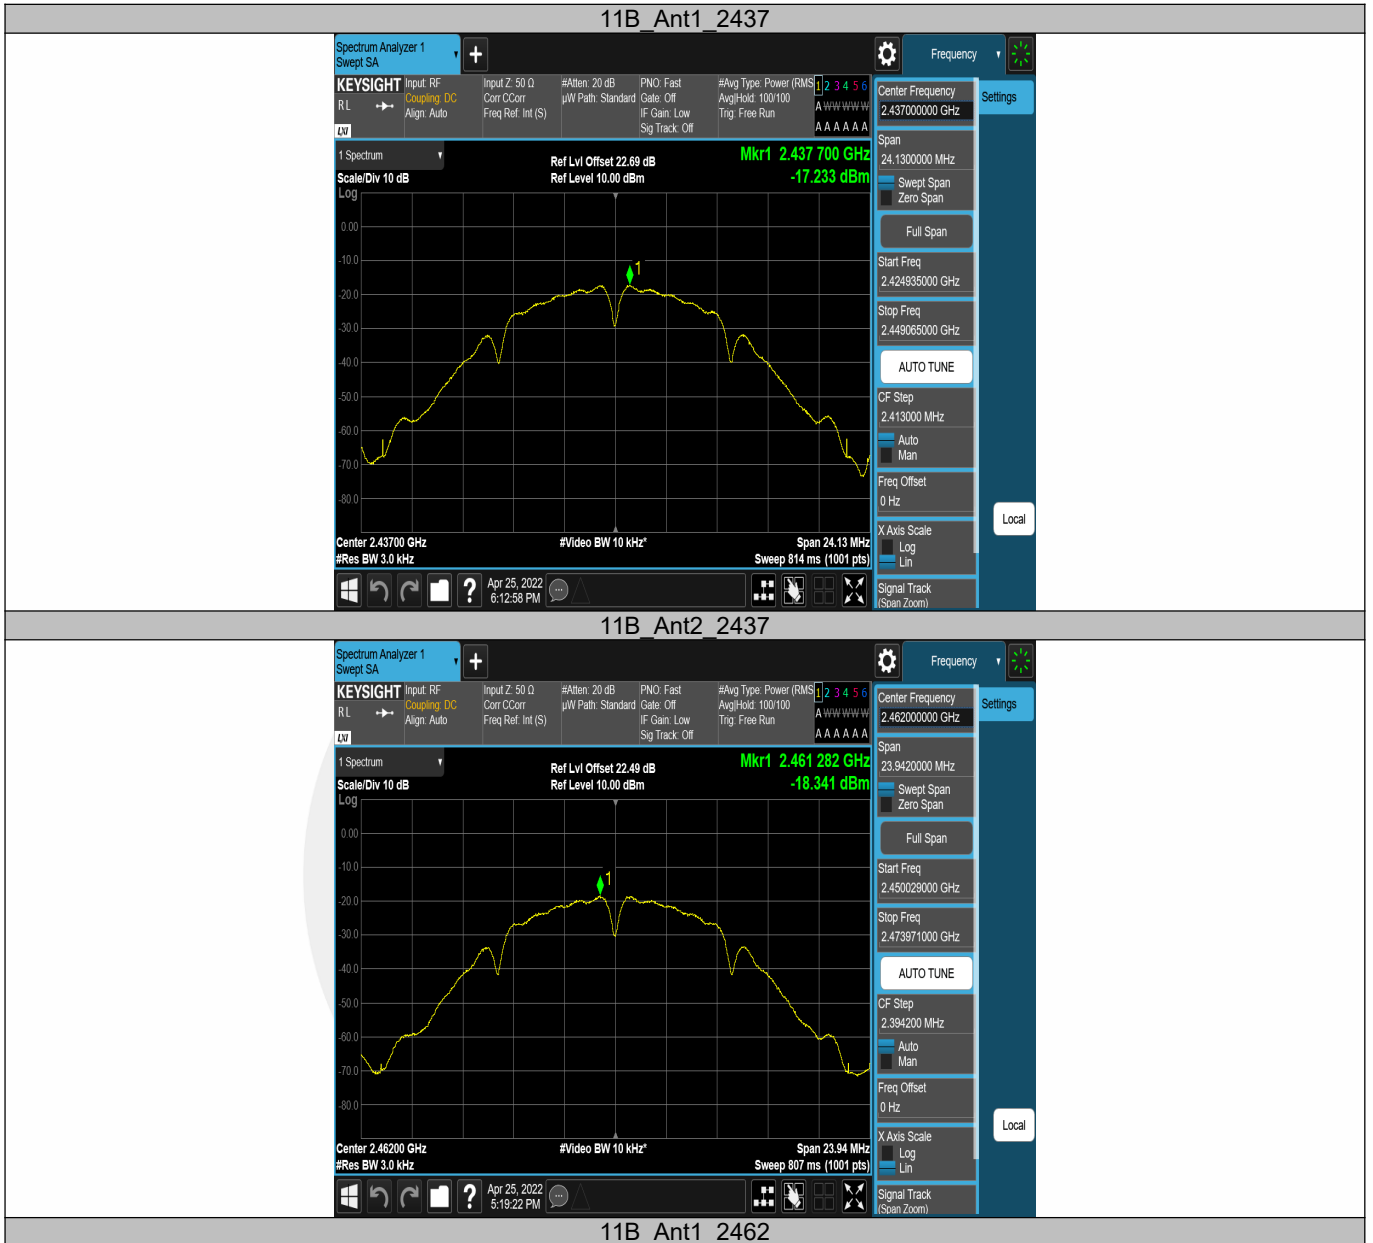 11B_Ant1_2437
Spectrum Analyzer 1
Swept SA
Frequency
KEYSIGHT
RL
LXI
Input: RF
Coupling: DC
Align: Auto
Input Z: 50 Ω
Corr CCorr
Freq Ref: Int (S)
#Atten: 20 dB
µW Path: Standard
PNO: Fast
Gate: Off
IF Gain: Low
Sig Track: Off
#Avg Type: Power (RMS
Avg|Hold: 100/100
Trig: Free Run
1 2 3 4 5 6
A W W W W W
A A A A A A
1 Spectrum
Scale/Div 10 dB
Log
Ref Lvl Offset 22.69 dB
Ref Level 10.00 dBm
Mkr1 2.437 700 GHz
-17.233 dBm
0.00
-10.0
-20.0
-30.0
-40.0
-50.0
-60.0
-70.0
-80.0
1
Center 2.43700 GHz
#Res BW 3.0 kHz
#Video BW 10 kHz*
Span 24.13 MHz
Sweep 814 ms (1001 pts)
Apr 25, 2022
6:12:58 PM
Center Frequency
2.437000000 GHz
Settings
Span
24.1300000 MHz
Swept Span
Zero Span
Full Span
Start Freq
2.424935000 GHz
Stop Freq
2.449065000 GHz
AUTO TUNE
CF Step
2.413000 MHz
Auto
Man
Freq Offset
0 Hz
X Axis Scale
Log
Lin
Signal Track
(Span Zoom)
Local
11B_Ant2_2437
Spectrum Analyzer 1
Swept SA
Frequency
KEYSIGHT
RL
LXI
Input: RF
Coupling: DC
Align: Auto
Input Z: 50 Ω
Corr CCorr
Freq Ref: Int (S)
#Atten: 20 dB
µW Path: Standard
PNO: Fast
Gate: Off
IF Gain: Low
Sig Track: Off
#Avg Type: Power (RMS
Avg|Hold: 100/100
Trig: Free Run
1 2 3 4 5 6
A W W W W W
A A A A A A
1 Spectrum
Scale/Div 10 dB
Log
Ref Lvl Offset 22.49 dB
Ref Level 10.00 dBm
Mkr1 2.461 282 GHz
-18.341 dBm
0.00
-10.0
-20.0
-30.0
-40.0
-50.0
-60.0
-70.0
-80.0
1
Center 2.46200 GHz
#Res BW 3.0 kHz
#Video BW 10 kHz*
Span 23.94 MHz
Sweep 807 ms (1001 pts)
Apr 25, 2022
5:19:22 PM
Center Frequency
2.462000000 GHz
Settings
Span
23.9420000 MHz
Swept Span
Zero Span
Full Span
Start Freq
2.450029000 GHz
Stop Freq
2.473971000 GHz
AUTO TUNE
CF Step
2.394200 MHz
Auto
Man
Freq Offset
0 Hz
X Axis Scale
Log
Lin
Signal Track
(Span Zoom)
Local
11B_Ant1_2462